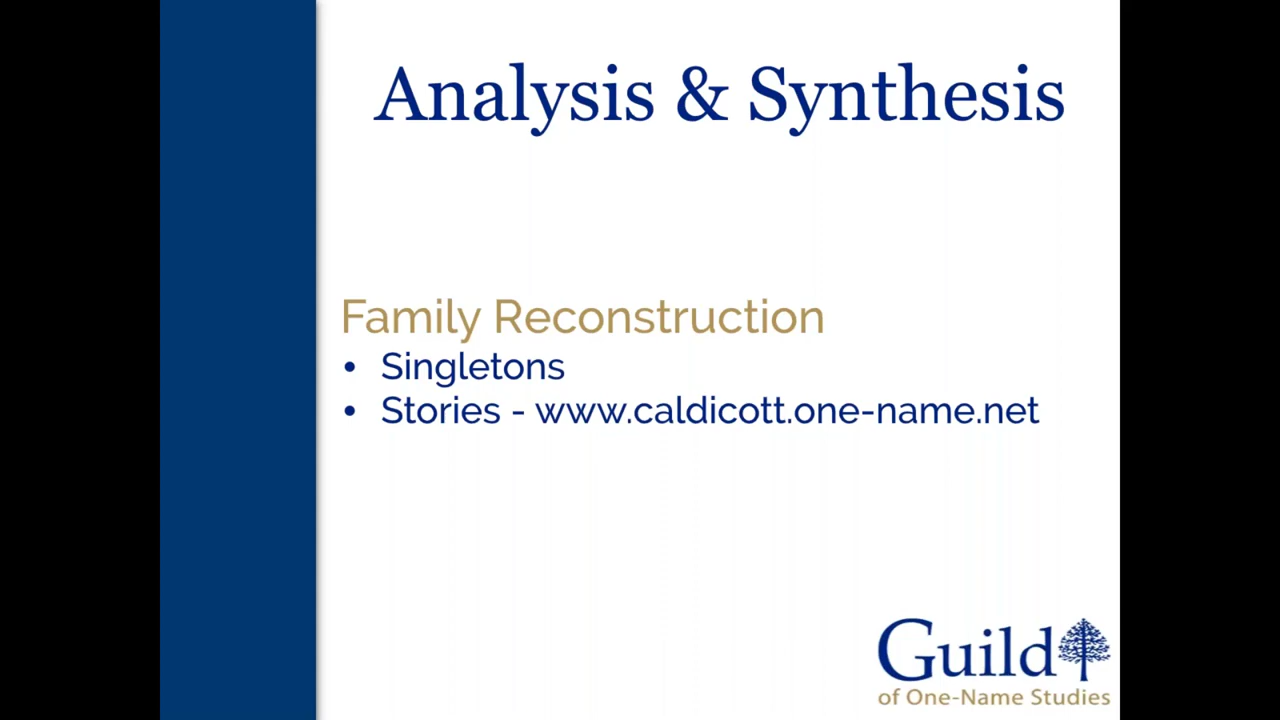 Analysis & Synthesis
Family Reconstruction
• Singletons
• Stories - www.caldicott.one-name.net
Guild
of One-Name Studies